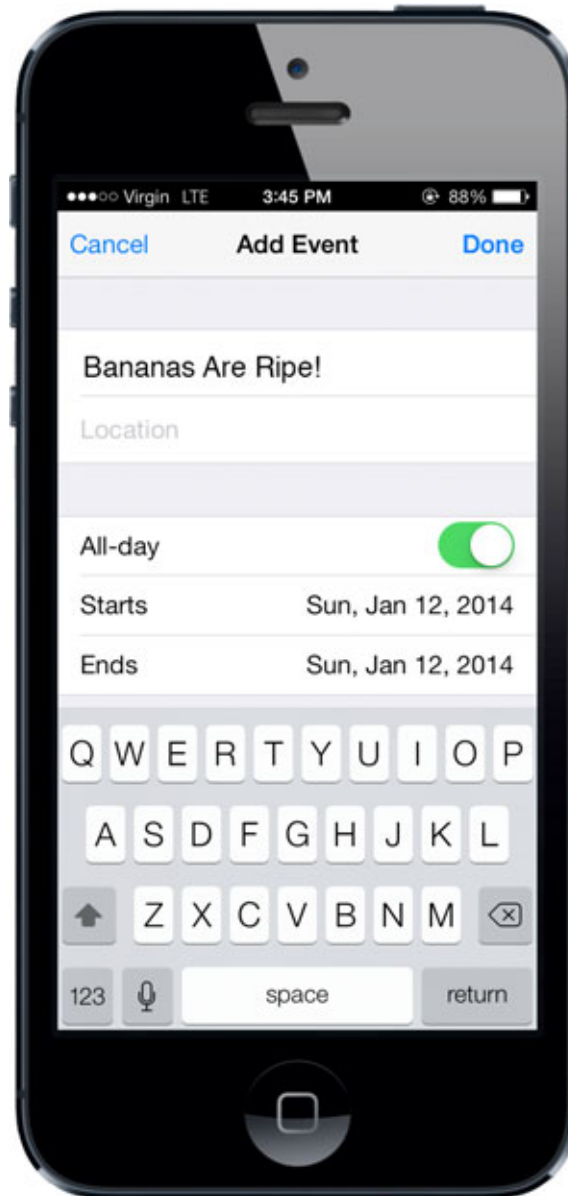 Virgin LTE 3:45 PM 88%
Cancel Add Event Done
Bananas Are Ripe!
Location
All-day
Starts Sun, Jan 12, 2014
Ends Sun, Jan 12, 2014
Q W E R T Y U I O P
A S D F G H J K L
Z X C V B N M
123 space return